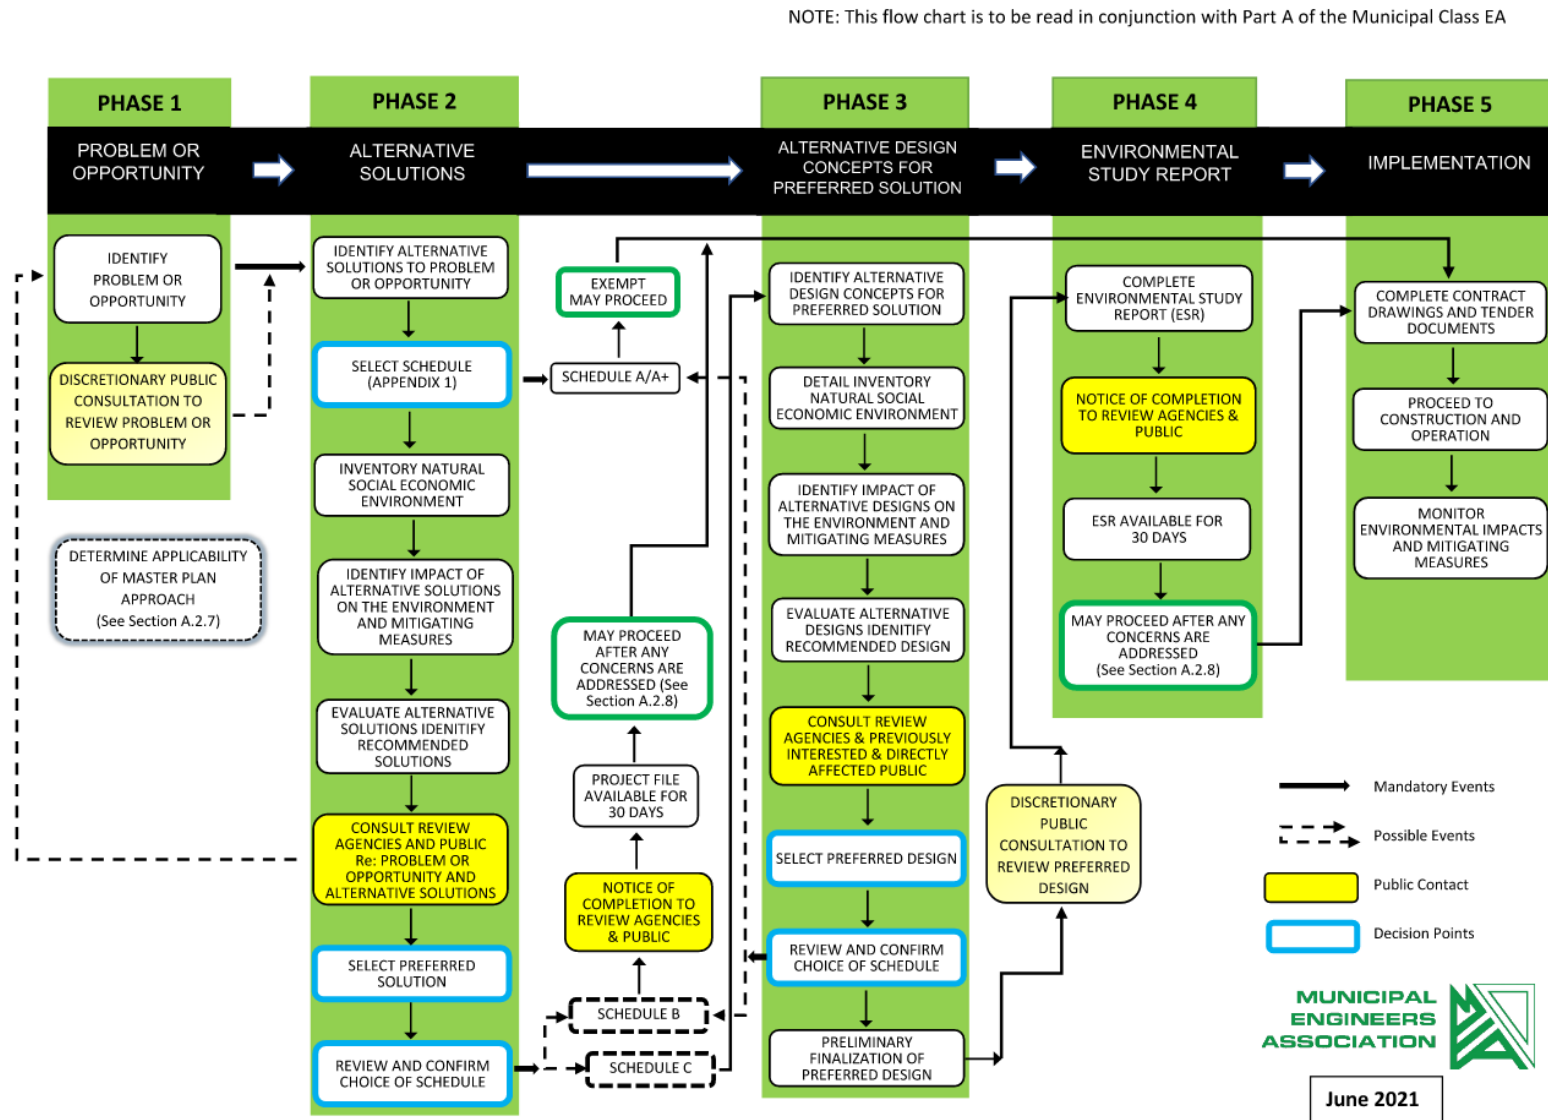 NOTE: This flow chart is to be read in conjunction with Part A of the Municipal Class EA
PHASE 1
PHASE 2
PHASE 3
PHASE 4
PHASE 5
PROBLEM OR
OPPORTUNITY
ALTERNATIVE
SOLUTIONS
ALTERNATIVE DESIGN
CONCEPTS FOR
PREFERRED SOLUTION
ENVIRONMENTAL
STUDY REPORT
IMPLEMENTATION
IDENTIFY
PROBLEM OR
OPPORTUNITY
DISCRETIONARY PUBLIC
CONSULTATION TO
REVIEW PROBLEM OR
OPPORTUNITY
DETERMINE APPLICABILITY
OF MASTER PLAN
APPROACH
(See Section A.2.7)
IDENTIFY ALTERNATIVE
SOLUTIONS TO PROBLEM
OR OPPORTUNITY
SELECT SCHEDULE
(APPENDIX 1)
INVENTORY NATURAL
SOCIAL ECONOMIC
ENVIRONMENT
IDENTIFY IMPACT OF
ALTERNATIVE SOLUTIONS
ON THE ENVIRONMENT
AND MITIGATING
MEASURES
EVALUATE ALTERNATIVE
SOLUTIONS IDENITIFY
RECOMMENDED
SOLUTIONS
CONSULT REVIEW
AGENCIES AND PUBLIC
Re: PROBLEM OR
OPPORTUNITY AND
ALTERNATIVE SOLUTIONS
SELECT PREFERRED
SOLUTION
REVIEW AND CONFIRM
CHOICE OF SCHEDULE
EXEMPT
MAY PROCEED
SCHEDULE A/A+
MAY PROCEED
AFTER ANY
CONCERNS ARE
ADDRESSED (See
Section A.2.8)
PROJECT FILE
AVAILABLE FOR
30 DAYS
NOTICE OF
COMPLETION TO
REVIEW AGENCIES
& PUBLIC
SCHEDULE B
SCHEDULE C
IDENTIFY ALTERNATIVE
DESIGN CONCEPTS FOR
PREFERRED SOLUTION
DETAIL INVENTORY
NATURAL SOCIAL
ECONOMIC ENVIRONMENT
IDENTIFY IMPACT OF
ALTERNATIVE DESIGNS ON
THE ENVIRONMENT AND
MITIGATING MEASURES
EVALUATE ALTERNATIVE
DESIGNS IDENITIFY
RECOMMENDED DESIGN
CONSULT REVIEW
AGENCIES & PREVIOUSLY
INTERESTED & DIRECTLY
AFFECTED PUBLIC
SELECT PREFERRED DESIGN
REVIEW AND CONFIRM
CHOICE OF SCHEDULE
PRELIMINARY
FINALIZATION OF
PREFERRED DESIGN
DISCRETIONARY
PUBLIC
CONSULTATION TO
REVIEW PREFERRED
DESIGN
COMPLETE
ENVIRONMENTAL STUDY
REPORT (ESR)
NOTICE OF COMPLETION
TO REVIEW AGENCIES &
PUBLIC
ESR AVAILABLE FOR
30 DAYS
MAY PROCEED AFTER ANY
CONCERNS ARE
ADDRESSED
(See Section A.2.8)
COMPLETE CONTRACT
DRAWINGS AND TENDER
DOCUMENTS
PROCEED TO
CONSTRUCTION AND
OPERATION
MONITOR
ENVIRONMENTAL IMPACTS
AND MITIGATING
MEASURES
Mandatory Events
Possible Events
Public Contact
Decision Points
MUNICIPAL
ENGINEERS
ASSOCIATION
MEA
June 2021